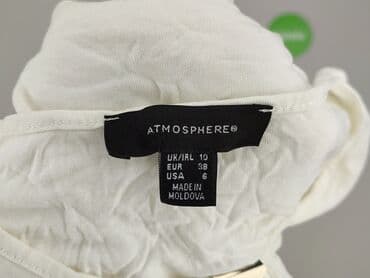 ATMOSPHERE®
UK/IRL 10
EUR 38
USA 6
MADE IN
MOLDOVA